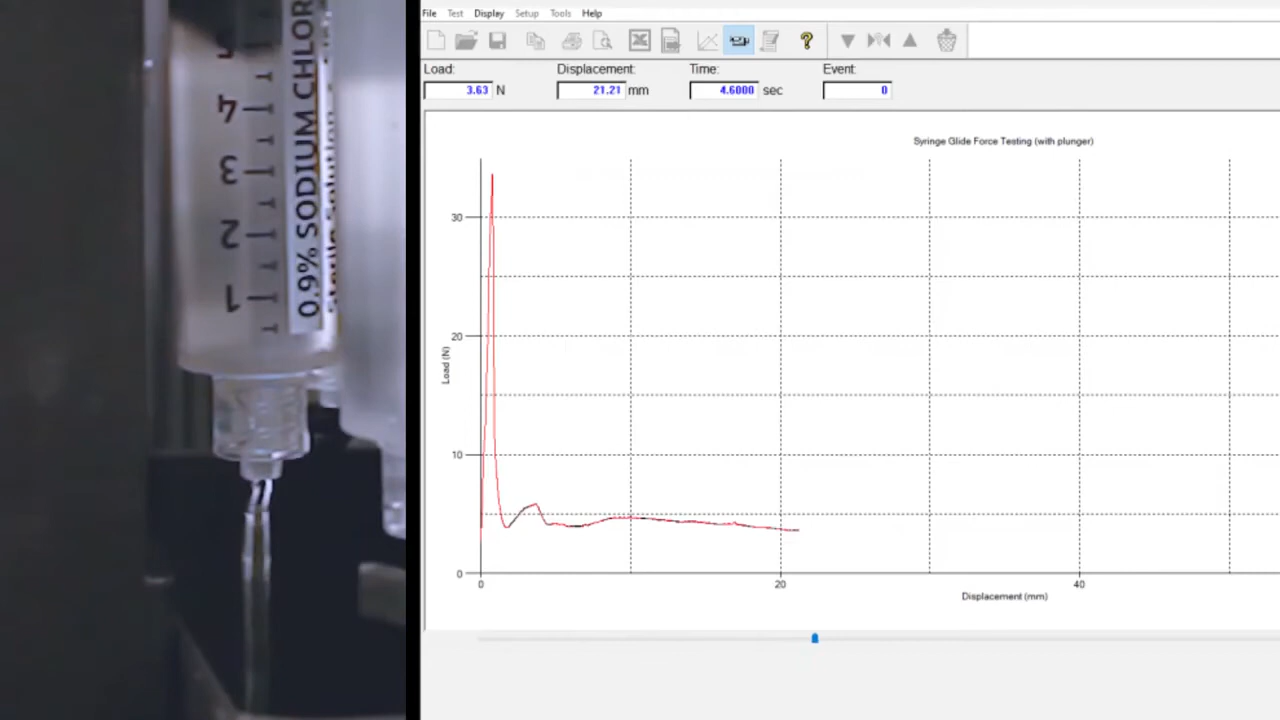 File Test Display Setup Tools Help
Load: Displacement: Time: Event:
3.63 N 21.21 mm 4.6000 sec 0
Syringe Glide Force Testing (with plunger)
30
20
10
0
Load (N)
0 20 40
Displacement (mm)
4
3
2
1
0.9% SODIUM CHLOR